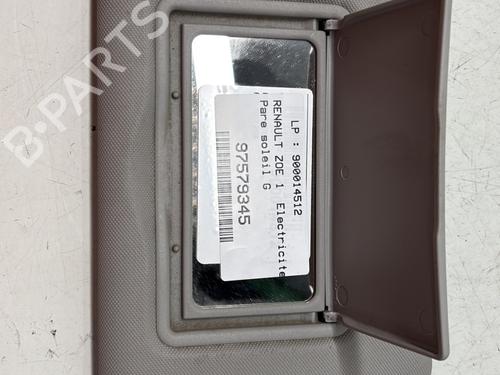 B-PARTS
LP : 900014512
RENAULT ZOE 1 Electricite
Pare soleil G
97579345